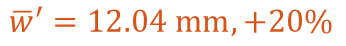 w̅′ = 12.04 mm, +20%